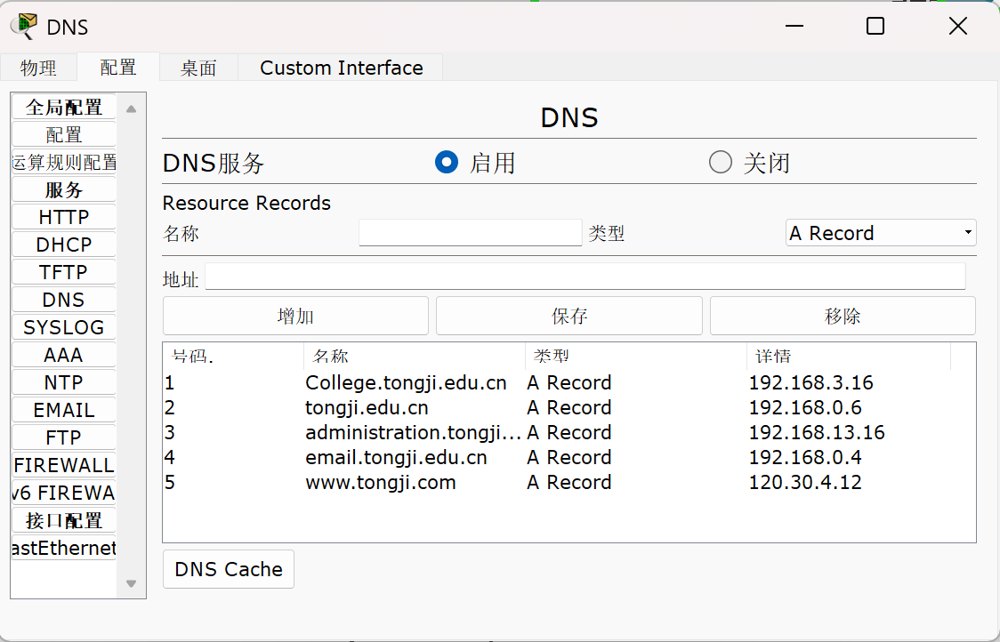 DNS
物理 配置 桌面 Custom Interface
全局配置
配置
运算规则配置
服务
HTTP
DHCP
TFTP
DNS
SYSLOG
AAA
NTP
EMAIL
FTP
FIREWALL
v6 FIREWA
接口配置
astEthernet
DNS
DNS服务 启用 关闭
Resource Records
名称 类型 A Record
地址
增加 保存 移除
号码. 名称 类型 详情
1 College.tongji.edu.cn A Record 192.168.3.16
2 tongji.edu.cn A Record 192.168.0.6
3 administration.tongji... A Record 192.168.13.16
4 email.tongji.edu.cn A Record 192.168.0.4
5 www.tongji.com A Record 120.30.4.12
DNS Cache